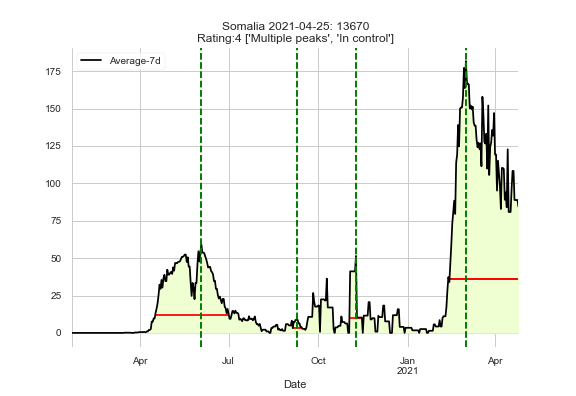 Somalia 2021-04-25: 13670
Rating:4 ['Multiple peaks', 'In control']
Average-7d
175
150
125
100
75
50
25
0
Apr Jul Oct Jan Apr
2021
Date